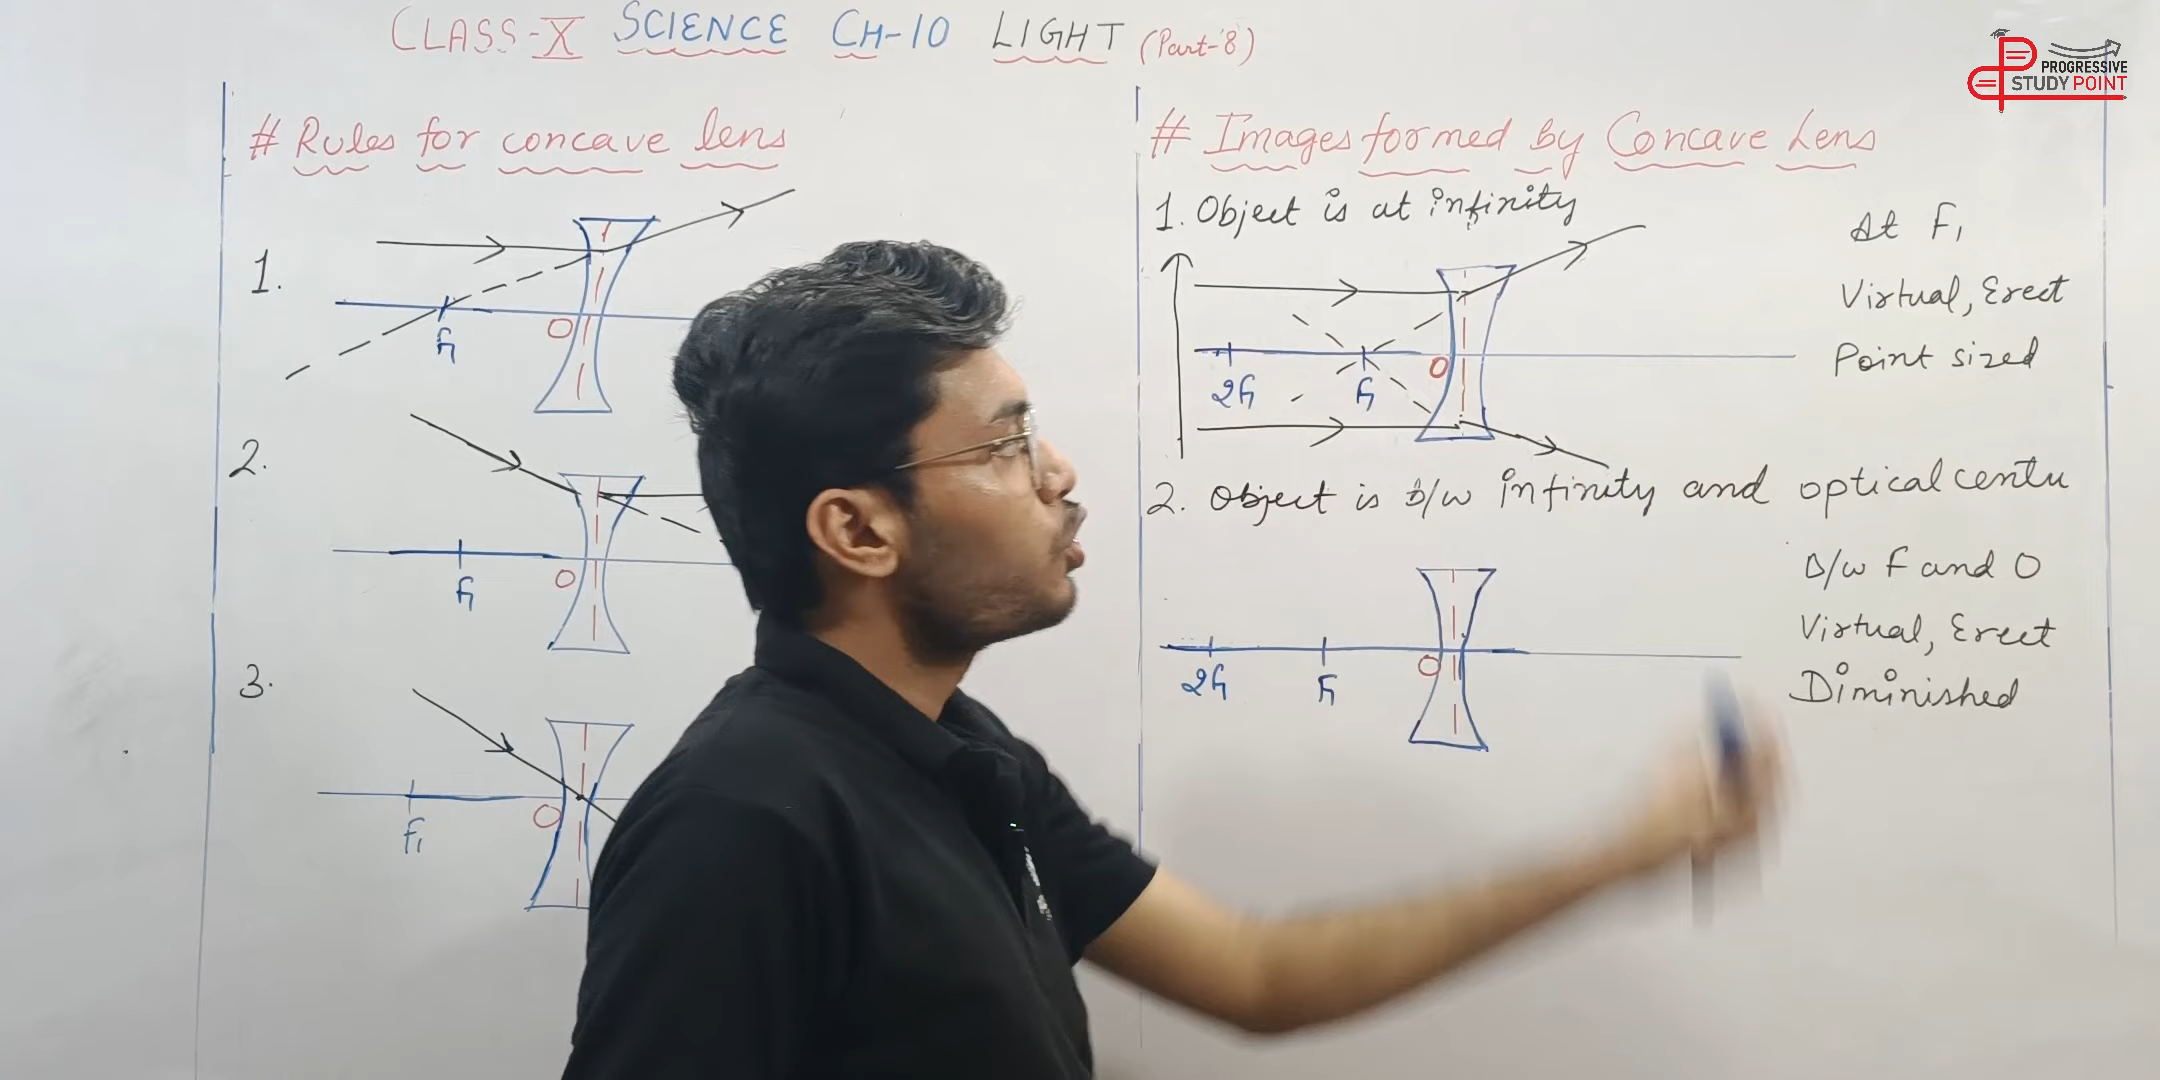 CLASS-X SCIENCE CH-10 LIGHT (Part-8)
PROGRESSIVE
STUDY POINT
# Rules for concave lens
1.
F1
O
2.
F1
O
3.
F1
O
# Images formed by Concave Lens
1. Object is at infinity
At F1
Virtual, Erect
Point sized
2F1 F1 O
2. Object is b/w infinity and optical centre
B/w F and O
Virtual, Erect
Diminished
2F1 F1 O